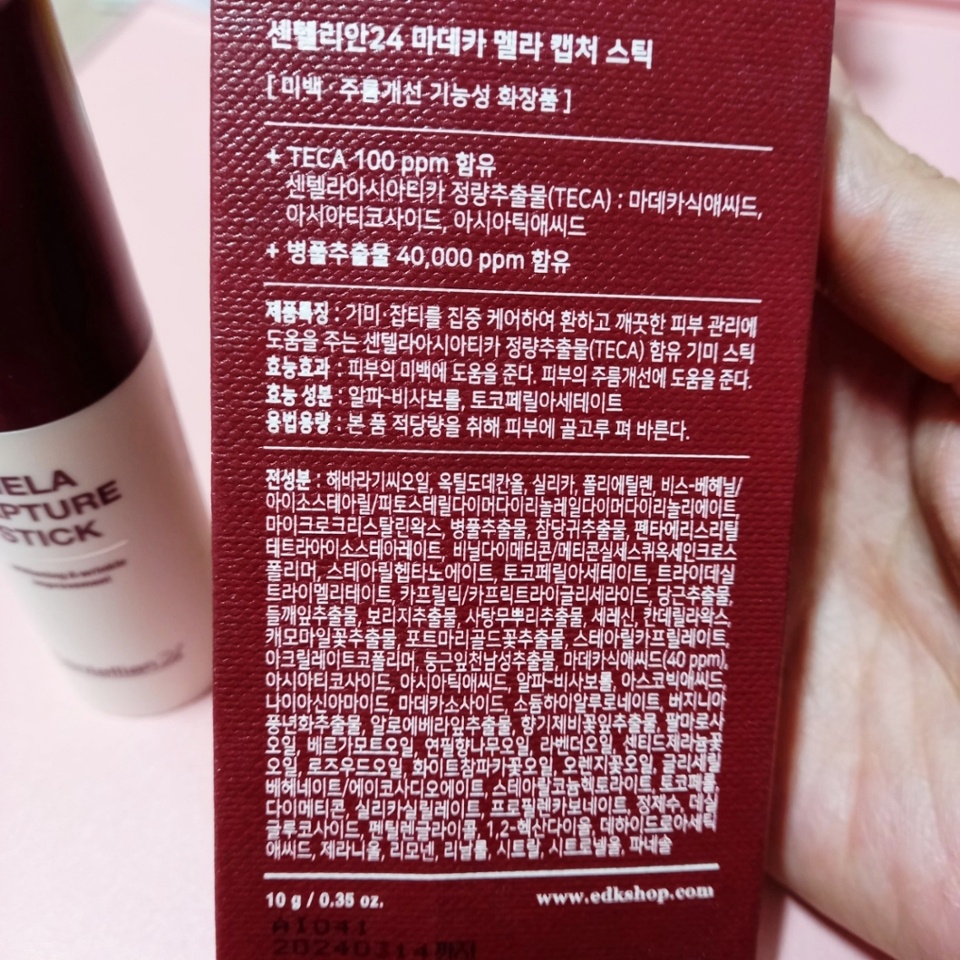 센텔리안24 마데카 멜라 캡처 스틱
[ 미백 · 주름개선 기능성 화장품 ]
+ TECA 100 ppm 함유
센텔라아시아티카 정량추출물(TECA) : 마데카식애씨드,
아시아티코사이드, 아시아틱애씨드
+ 병풀추출물 40,000 ppm 함유
제품특징 : 기미·잡티를 집중 케어하여 환하고 깨끗한 피부 관리에
도움을 주는 센텔라아시아티카 정량추출물(TECA) 함유 기미 스틱
효능효과 : 피부의 미백에 도움을 준다. 피부의 주름개선에 도움을 준다.
효능 성분 : 알파-비사보롤, 토코페릴아세테이트
용법용량 : 본 품 적당량을 취해 피부에 골고루 펴 바른다.
전성분 : 해바라기씨오일, 옥틸도데칸올, 실리카, 폴리에틸렌, 비스-베헤닐/
아이소스테아릴/피토스테릴다이머다이리놀레일다이머다이리놀리에이트,
마이크로크리스탈린왁스, 병풀추출물, 참당귀추출물, 펜타에리스리틸
테트라아이소스테아레이트, 비닐다이메티콘/메티콘실세스퀴옥세인크로스
폴리머, 스테아릴헵타노에이트, 토코페릴아세테이트, 트라이데실
트라이멜리테이트, 카프릴릭/카프릭트라이글리세라이드, 당근추출물,
들깨잎추출물, 보리지추출물, 사탕무뿌리추출물, 세레신, 칸데릴라왁스,
캐모마일꽃추출물, 포트마리골드꽃추출물, 스테아릴카프릴레이트,
아크릴레이트코폴리머, 둥근잎천남성추출물, 마데카식애씨드(40 ppm),
아시아티코사이드, 아시아틱애씨드, 알파-비사보롤, 아스코빅애씨드
나이아신아마이드, 마데카소사이드, 소듐하이알루로네이트, 버지니아
풍년화추출물, 알로에베라잎추출물, 향기제비꽃잎추출물, 팔마로사
오일, 베르가모트오일, 연필향나무오일, 라벤더오일, 센티드제라늄꽃
오일, 로즈우드오일, 화이트참파카꽃오일, 오렌지꽃오일, 글리세릴
베헤네이트/에이코사디오에이트, 스테아랄코늄헥토라이트, 토코페롤,
다이메티콘, 실리카실릴레이트, 프로필렌카보네이트, 정제수, 데실
글루코사이드, 펜틸렌글라이콜, 1,2-헥산다이올, 데하이드로아세틱
애씨드, 제라니올, 리모넨, 리날룰, 시트랄, 시트로넬올, 파네솔
10 g / 0.35 oz.
www.edkshop.com
AI041
20240314까지
MELA
CAPTURE
STICK